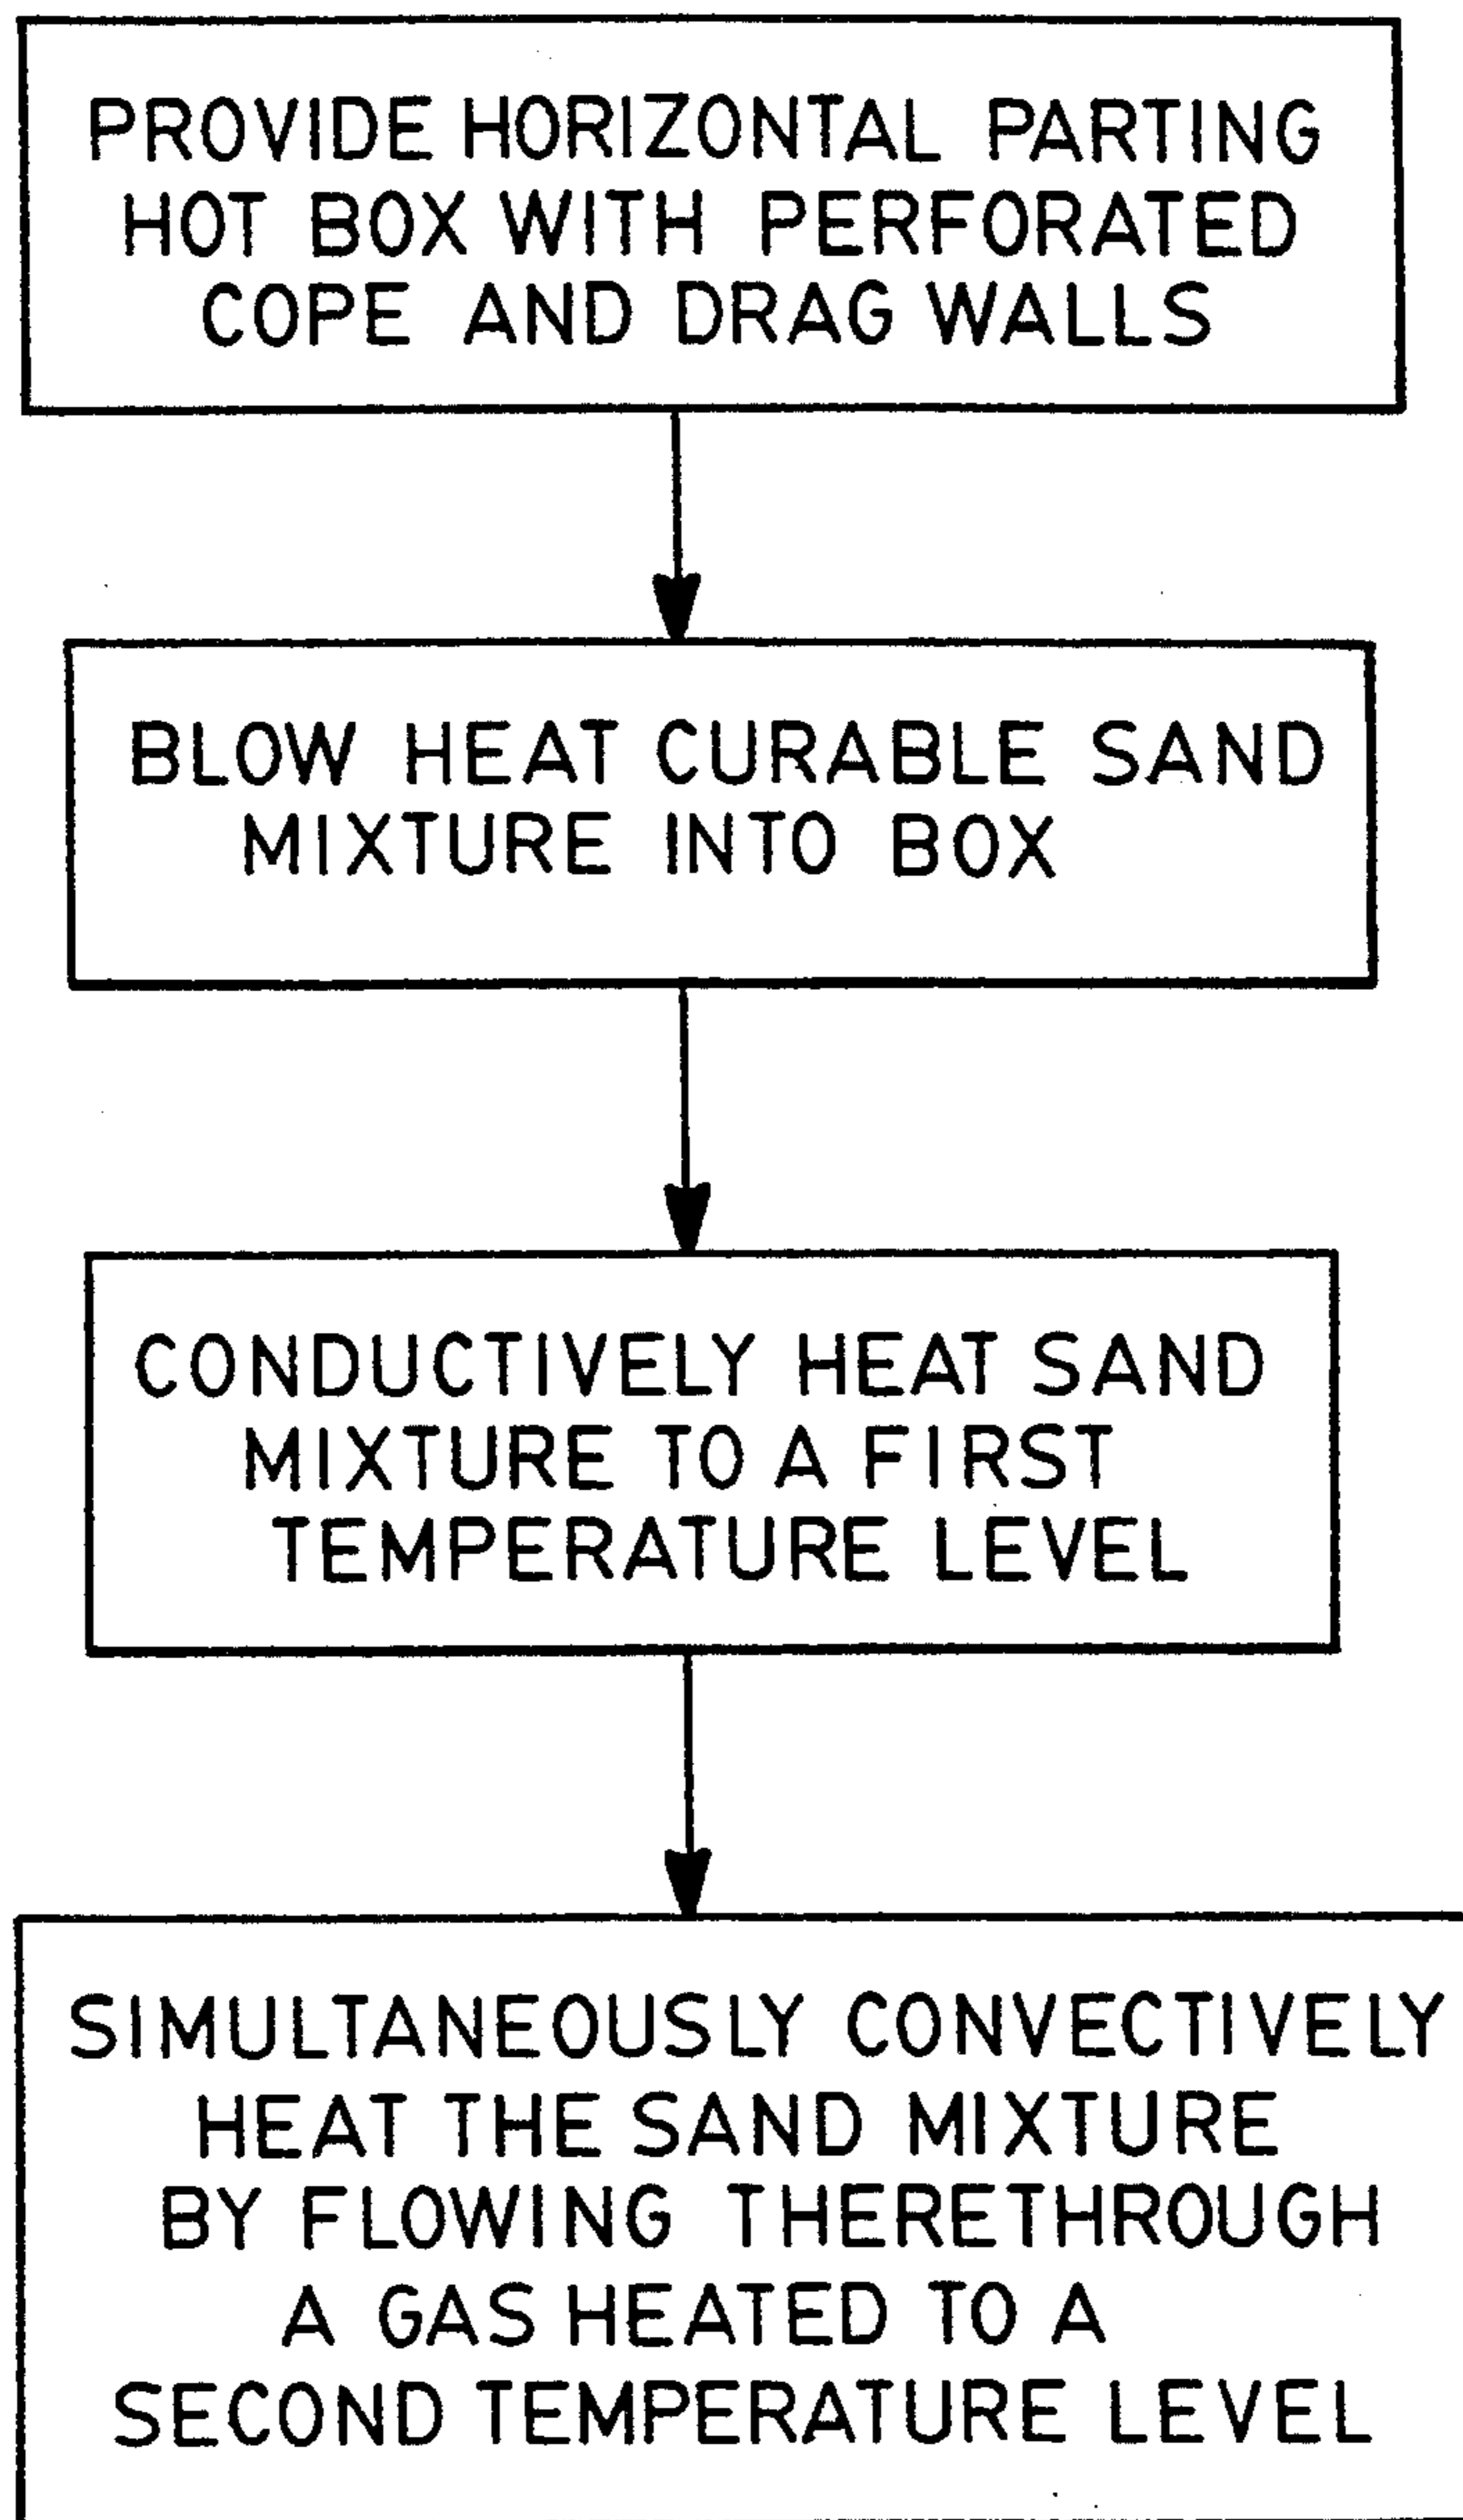 PROVIDE HORIZONTAL PARTING
HOT BOX WITH PERFORATED
COPE AND DRAG WALLS
BLOW HEAT CURABLE SAND
MIXTURE INTO BOX
CONDUCTIVELY HEAT SAND
MIXTURE TO A FIRST
TEMPERATURE LEVEL
SIMULTANEOUSLY CONVECTIVELY
HEAT THE SAND MIXTURE
BY FLOWING THERETHROUGH
A GAS HEATED TO A
SECOND TEMPERATURE LEVEL